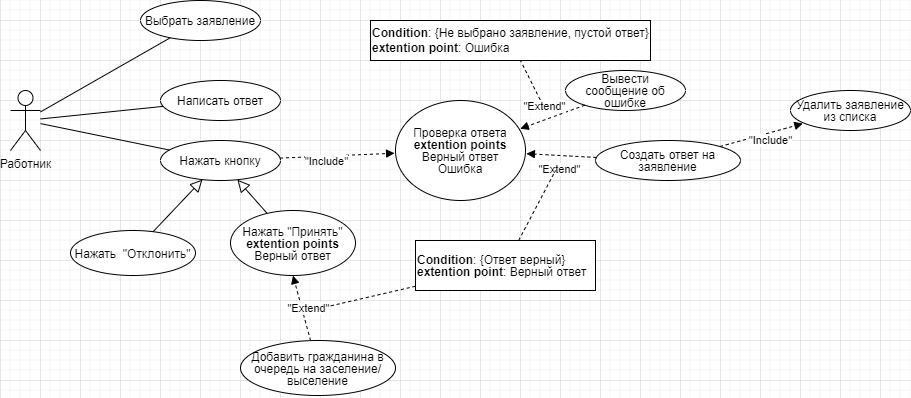 Выбрать заявление
Condition: {Не выбрано заявление, пустой ответ}
extention point: Ошибка
Вывести
сообщение об
ошибке
"Extend"
Написать ответ
Удалить заявление
из списка
Работник
Проверка ответа
extention points
Верный ответ
Ошибка
"Include"
Нажать кнопку
"Include"
Создать ответ на
заявление
"Extend"
Нажать "Принять"
extention points
Верный ответ
Нажать "Отклонить"
Condition: {Ответ верный}
extention point: Верный ответ
"Extend"
Добавить гражданина в
очередь на заселение/
выселение